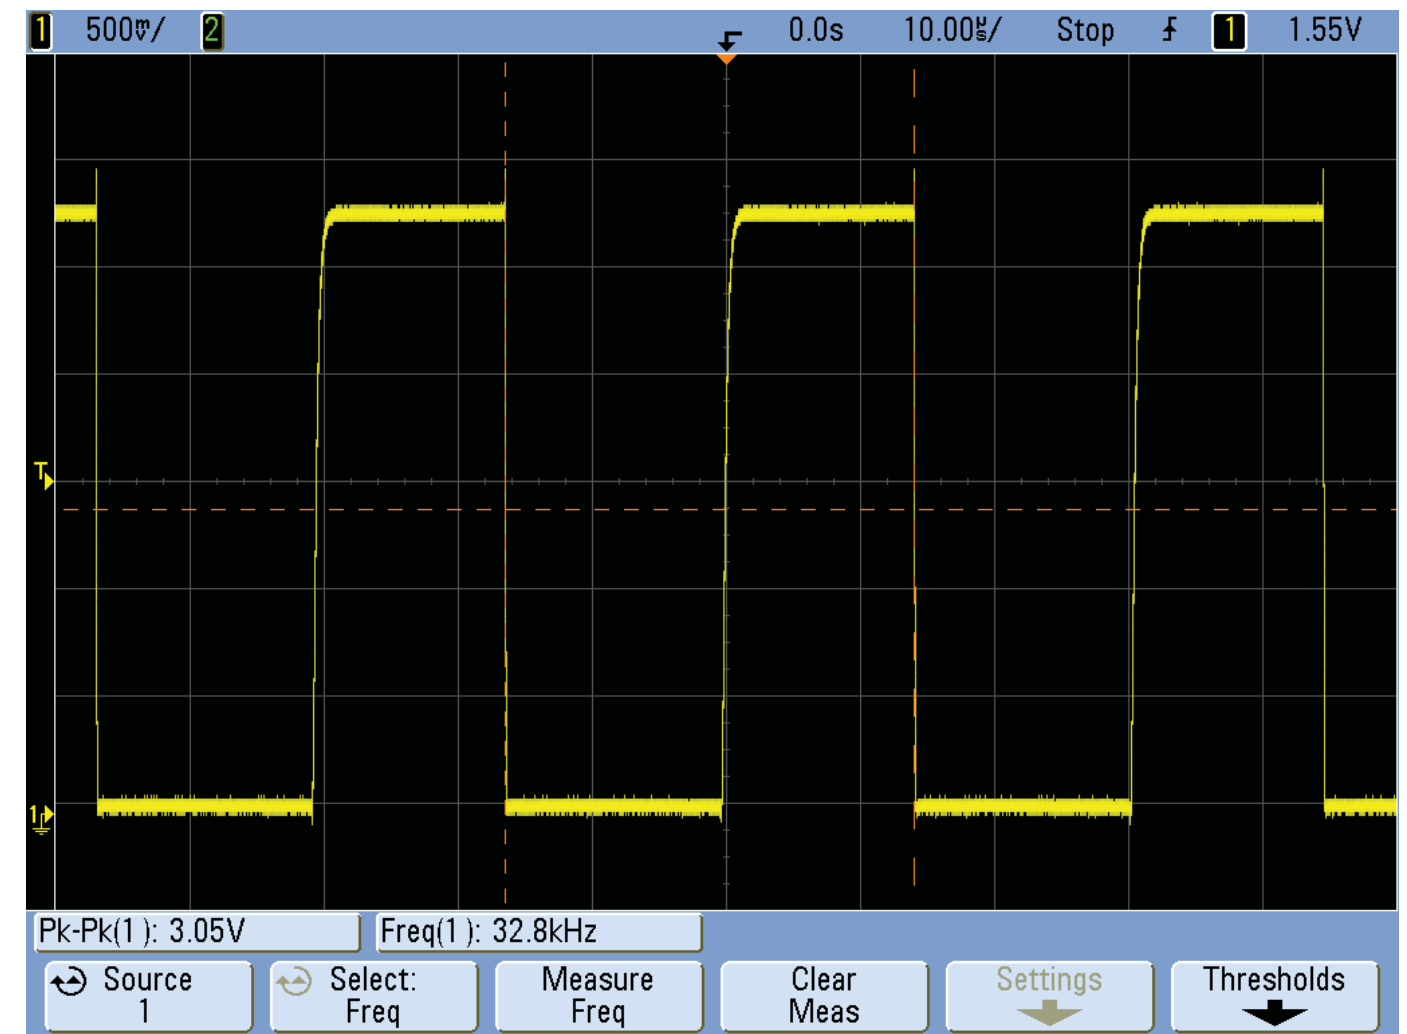 1 500mV/ 2 0.0s 10.00µs/ Stop 1 1.55V
T
1
Pk-Pk(1): 3.05V Freq(1): 32.8kHz
Source Select: Measure Clear Settings Thresholds
1 Freq Freq Meas